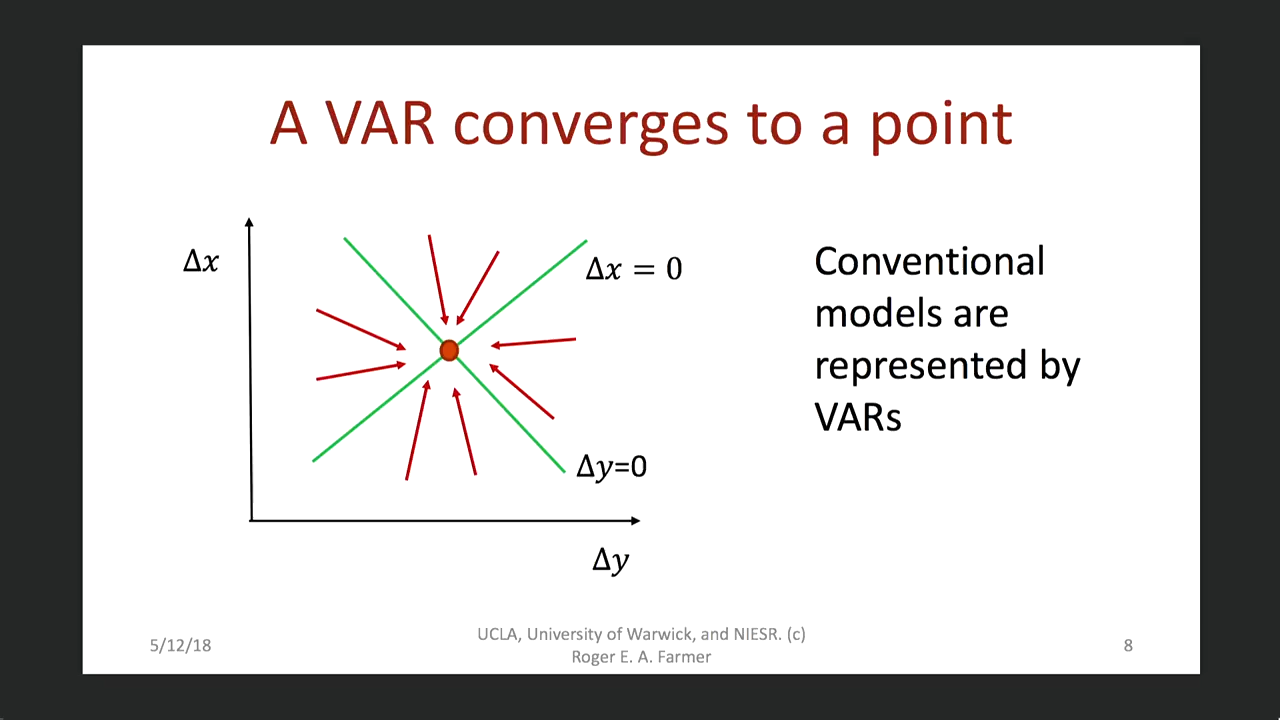 A VAR converges to a point
Δx
Δx = 0
Δy=0
Δy
Conventional
models are
represented by
VARs
5/12/18
UCLA, University of Warwick, and NIESR. (c)
Roger E. A. Farmer
8